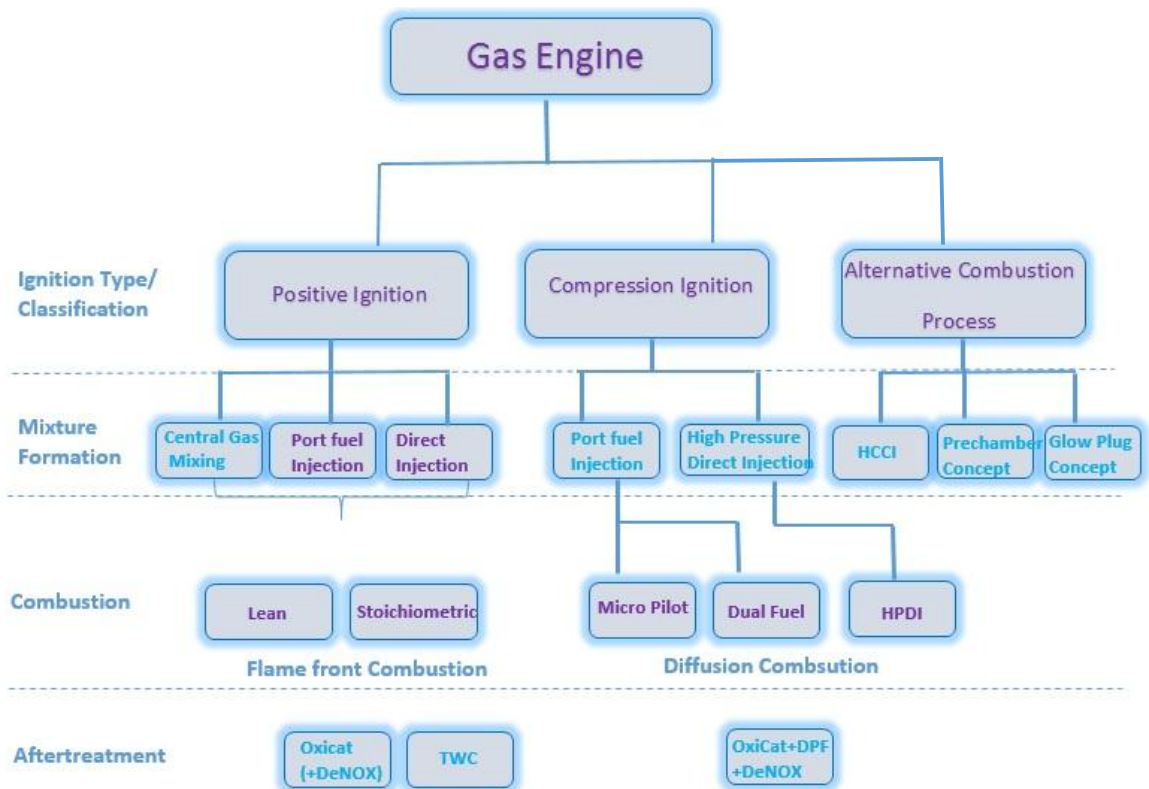 Gas Engine
Ignition Type/
Classification
Positive Ignition
Compression Ignition
Alternative Combustion
Process
Mixture
Formation
Central Gas
Mixing
Port fuel
Injection
Direct
Injection
Port fuel
Injection
High Pressure
Direct Injection
HCCI
Prechamber
Concept
Glow Plug
Concept
Combustion
Lean
Stoichiometric
Micro Pilot
Dual Fuel
HPDI
Flame front Combustion
Diffusion Combsution
Aftertreatment
Oxicat
(+DeNOX)
TWC
OxiCat+DPF
+DeNOX